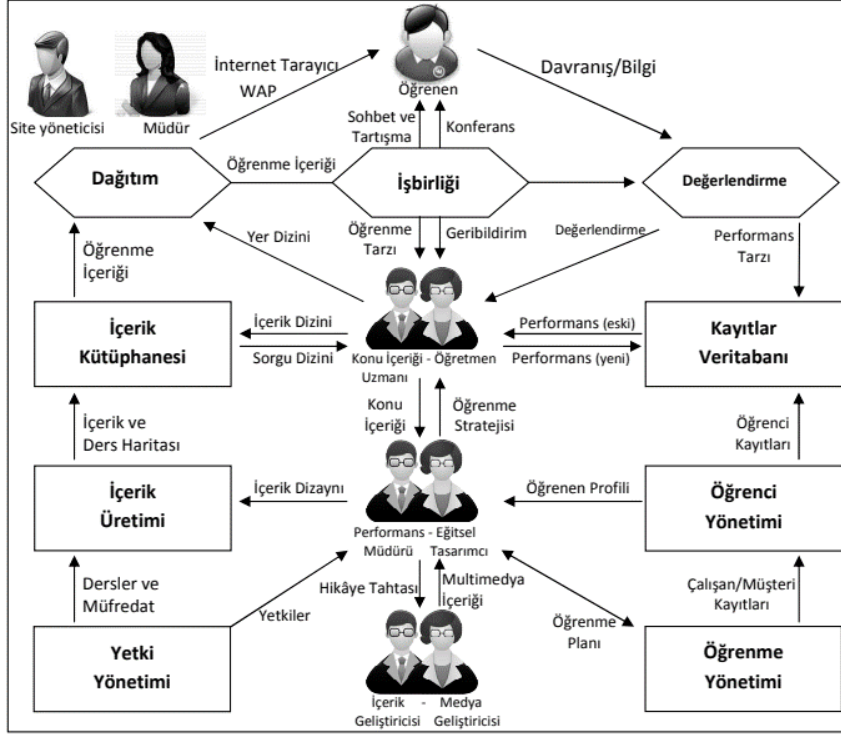 Site yöneticisi
Müdür
İnternet Tarayıcı
WAP
Öğrenen
Davranış/Bilgi
Sohbet ve
Tartışma
Konferans
Dağıtım
Öğrenme İçeriği
İşbirliği
Değerlendirme
Öğrenme
İçeriği
Yer Dizini
Öğrenme
Tarzı
Geribildirim
Değerlendirme
Performans
Tarzı
İçerik
Kütüphanesi
İçerik Dizini
Sorgu Dizini
Konu İçeriği - Öğretmen
Uzmanı
Performans (eski)
Performans (yeni)
Kayıtlar
Veritabanı
İçerik ve
Ders Haritası
Konu
İçeriği
Öğrenme
Stratejisi
Öğrenci
Kayıtları
İçerik
Üretimi
İçerik Dizaynı
Performans - Eğitsel
Müdürü Tasarımcı
Öğrenen Profili
Öğrenci
Yönetimi
Dersler ve
Müfredat
Yetkiler
Hikâye Tahtası
Multimedya
İçeriği
Öğrenme
Planı
Çalışan/Müşteri
Kayıtları
Yetki
Yönetimi
İçerik - Medya
Geliştiricisi Geliştiricisi
Öğrenme
Yönetimi